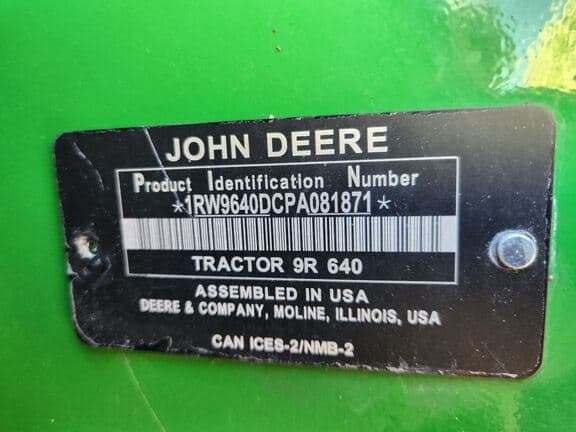 JOHN DEERE
Product Identification Number
*1RW9640DCPA081871*
TRACTOR 9R 640
ASSEMBLED IN USA
DEERE & COMPANY, MOLINE, ILLINOIS, USA
CAN ICES-2/NMB-2